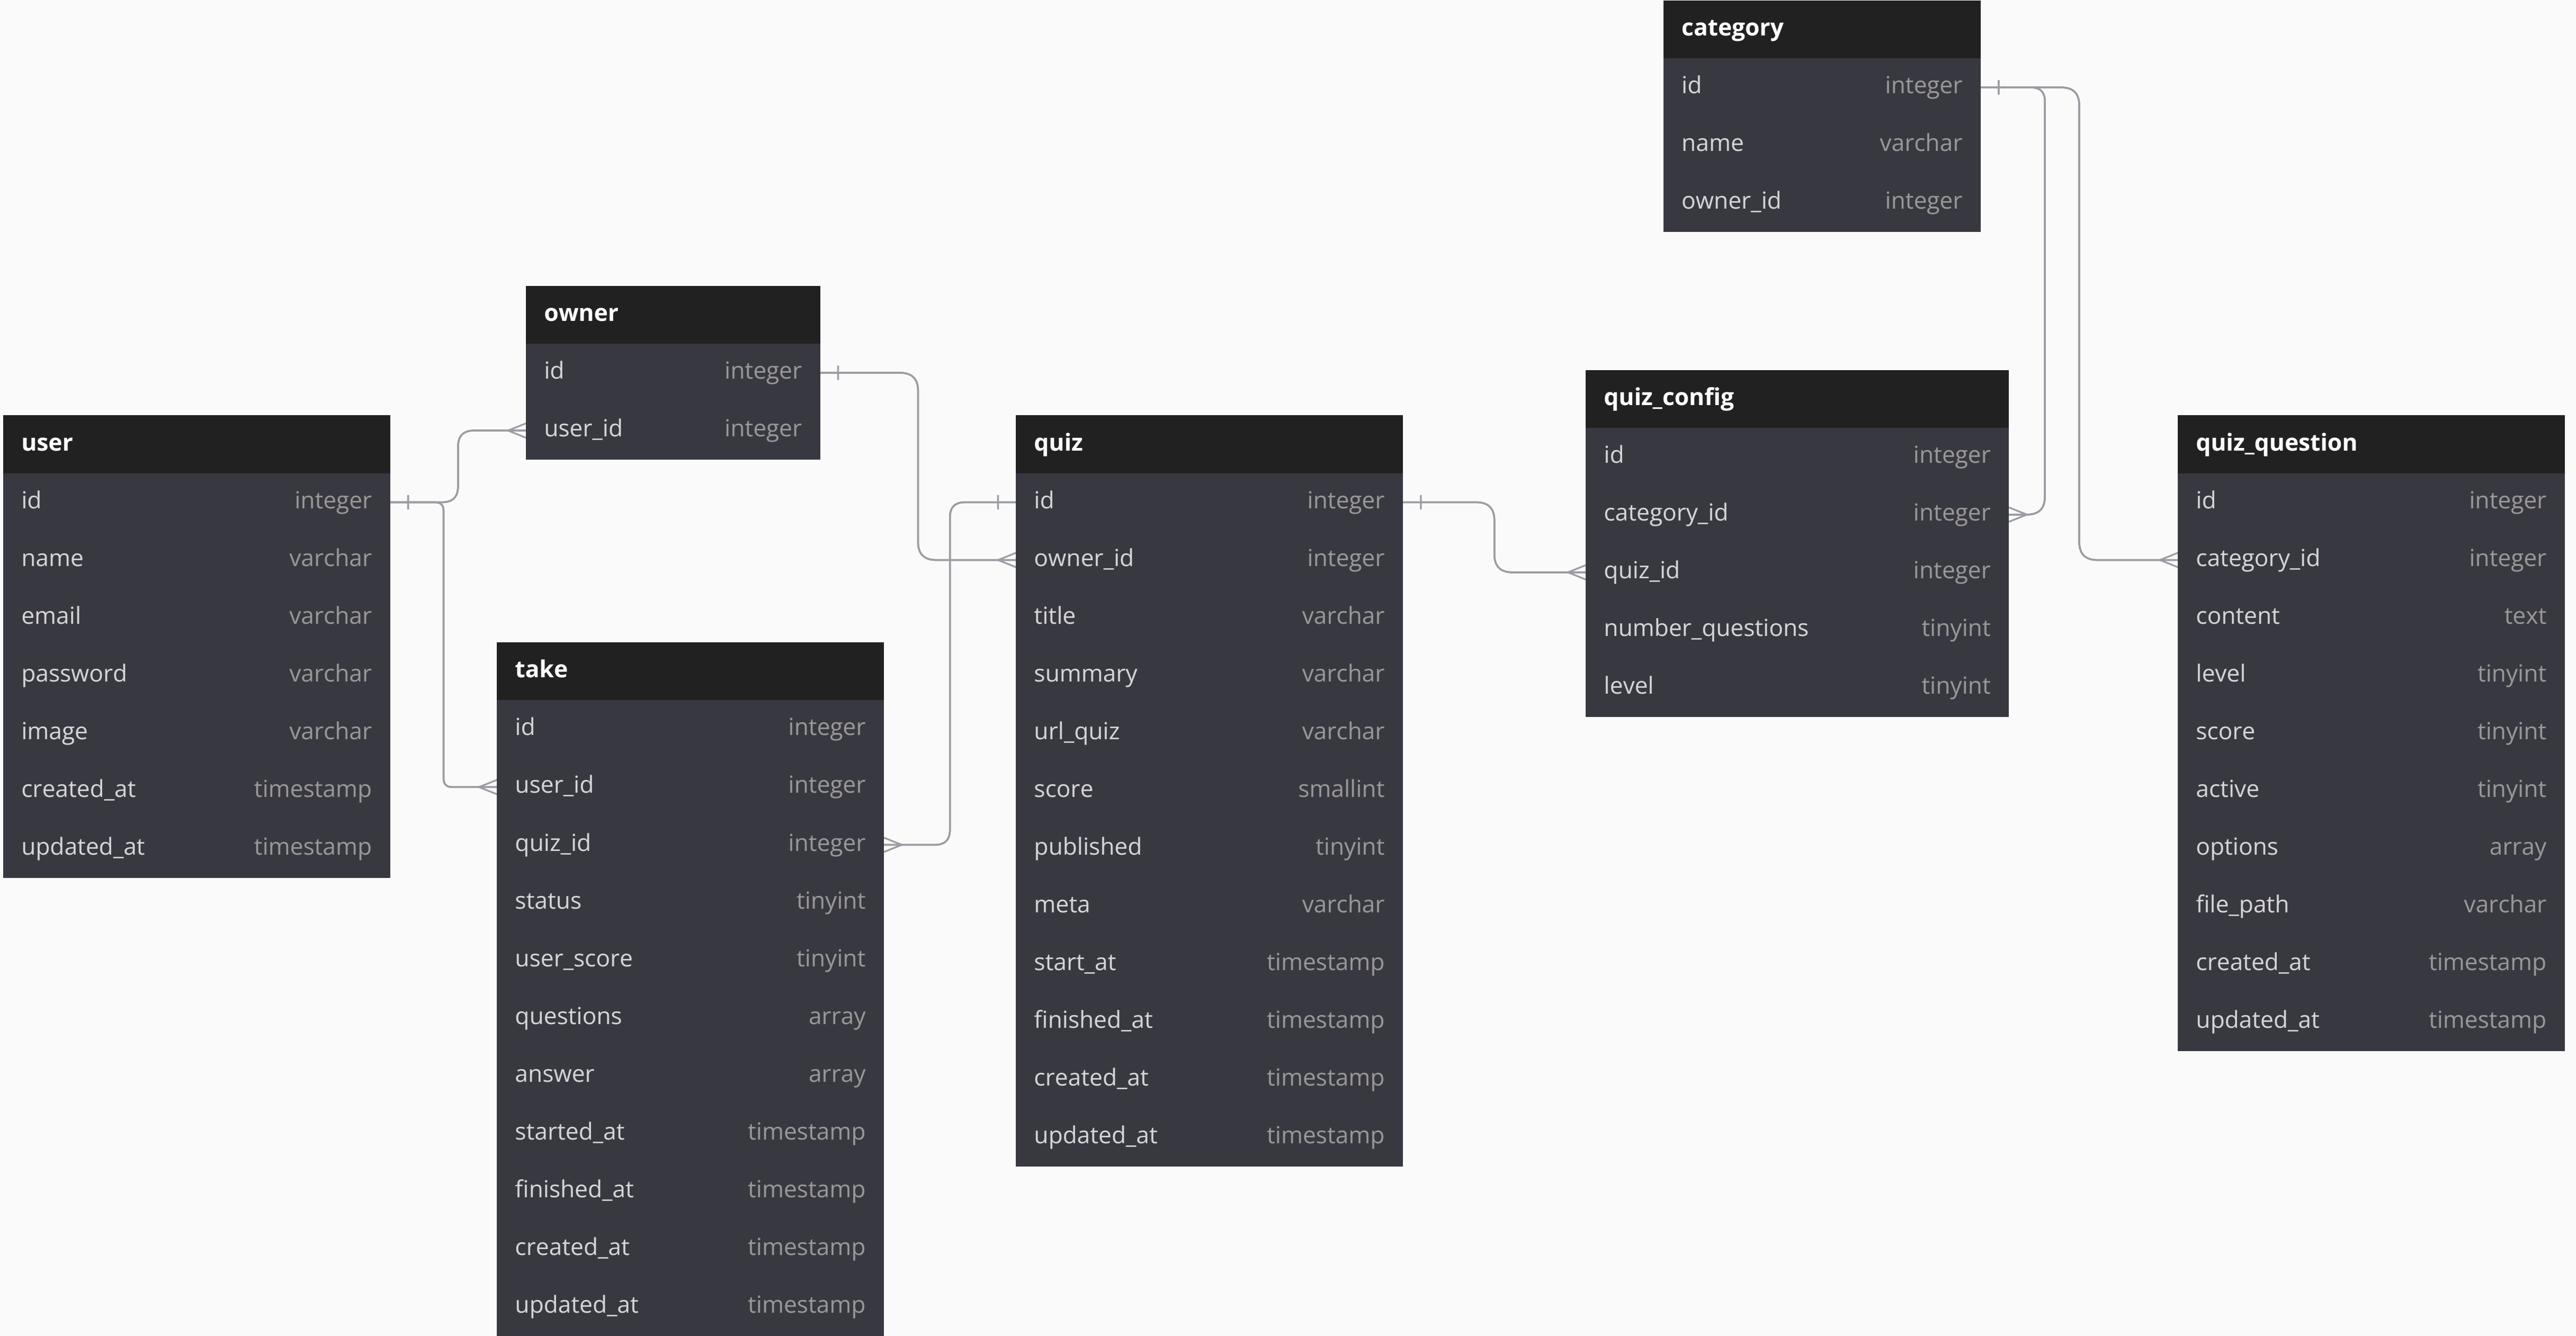 category
id integer
name varchar
owner_id integer
owner
id integer
user_id integer
user
id integer
name varchar
email varchar
password varchar
image varchar
created_at timestamp
updated_at timestamp
take
id integer
user_id integer
quiz_id integer
status tinyint
user_score tinyint
questions array
answer array
started_at timestamp
finished_at timestamp
created_at timestamp
updated_at timestamp
quiz
id integer
owner_id integer
title varchar
summary varchar
url_quiz varchar
score smallint
published tinyint
meta varchar
start_at timestamp
finished_at timestamp
created_at timestamp
updated_at timestamp
quiz_config
id integer
category_id integer
quiz_id integer
number_questions tinyint
level tinyint
quiz_question
id integer
category_id integer
content text
level tinyint
score tinyint
active tinyint
options array
file_path varchar
created_at timestamp
updated_at timestamp